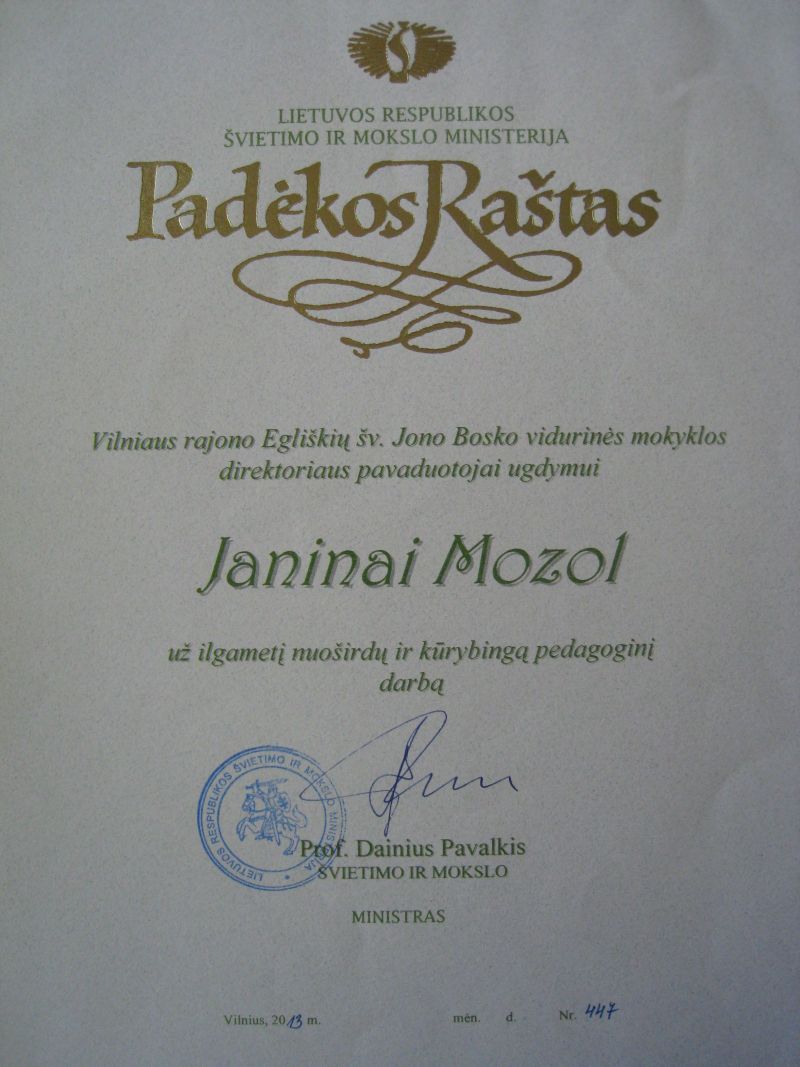 LIETUVOS RESPUBLIKOS
ŠVIETIMO IR MOKSLO MINISTERIJA
Padėkos Raštas
Vilniaus rajono Egliškių šv. Jono Bosko vidurinės mokyklos
direktoriaus pavaduotojai ugdymui
Janinai Mozol
už ilgametį nuoširdų ir kūrybingą pedagoginį
darbą
LIETUVOS RESPUBLIKOS ŠVIETIMO IR MOKSLO MINISTERIJA
Prof. Dainius Pavalkis
ŠVIETIMO IR MOKSLO
MINISTRAS
Vilnius, 2013 m. mėn. d. Nr. 447